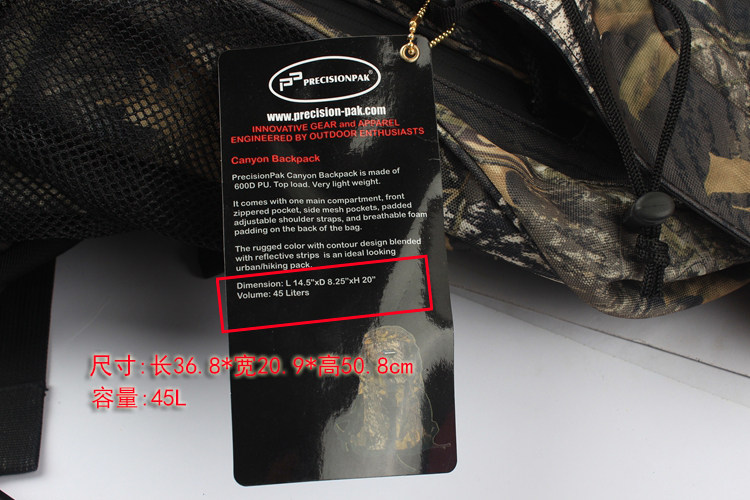 PP PRECISIONPAK®
www.precision-pak.com
INNOVATIVE GEAR and APPAREL
ENGINEERED BY OUTDOOR ENTHUSIASTS
Canyon Backpack
PrecisionPak Canyon Backpack is made of
600D PU. Top load. Very light weight.
It comes with one main compartment, front
zippered pocket, side mesh pockets, padded
adjustable shoulder straps, and breathable foam
padding on the back of the bag.
The rugged color with contour design blended
with reflective strips is an ideal looking
urban/hiking pack.
Dimension: L 14.5"xD 8.25"xH 20"
Volume: 45 Liters
尺寸:长36.8*宽20.9*高50.8cm
容量:45L